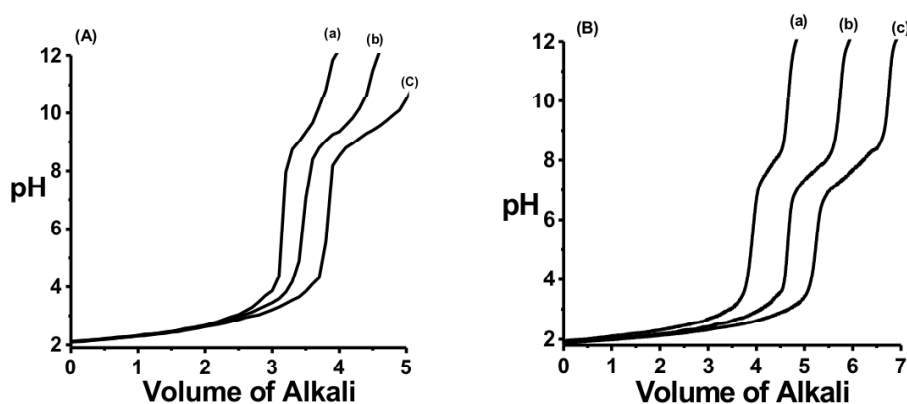 (A)
(a)
(b)
(C)
12
10
8
6
4
2
pH
0 1 2 3 4 5
Volume of Alkali
(B)
(a)
(b)
(c)
12
10
8
6
4
2
pH
0 1 2 3 4 5 6 7
Volume of Alkali